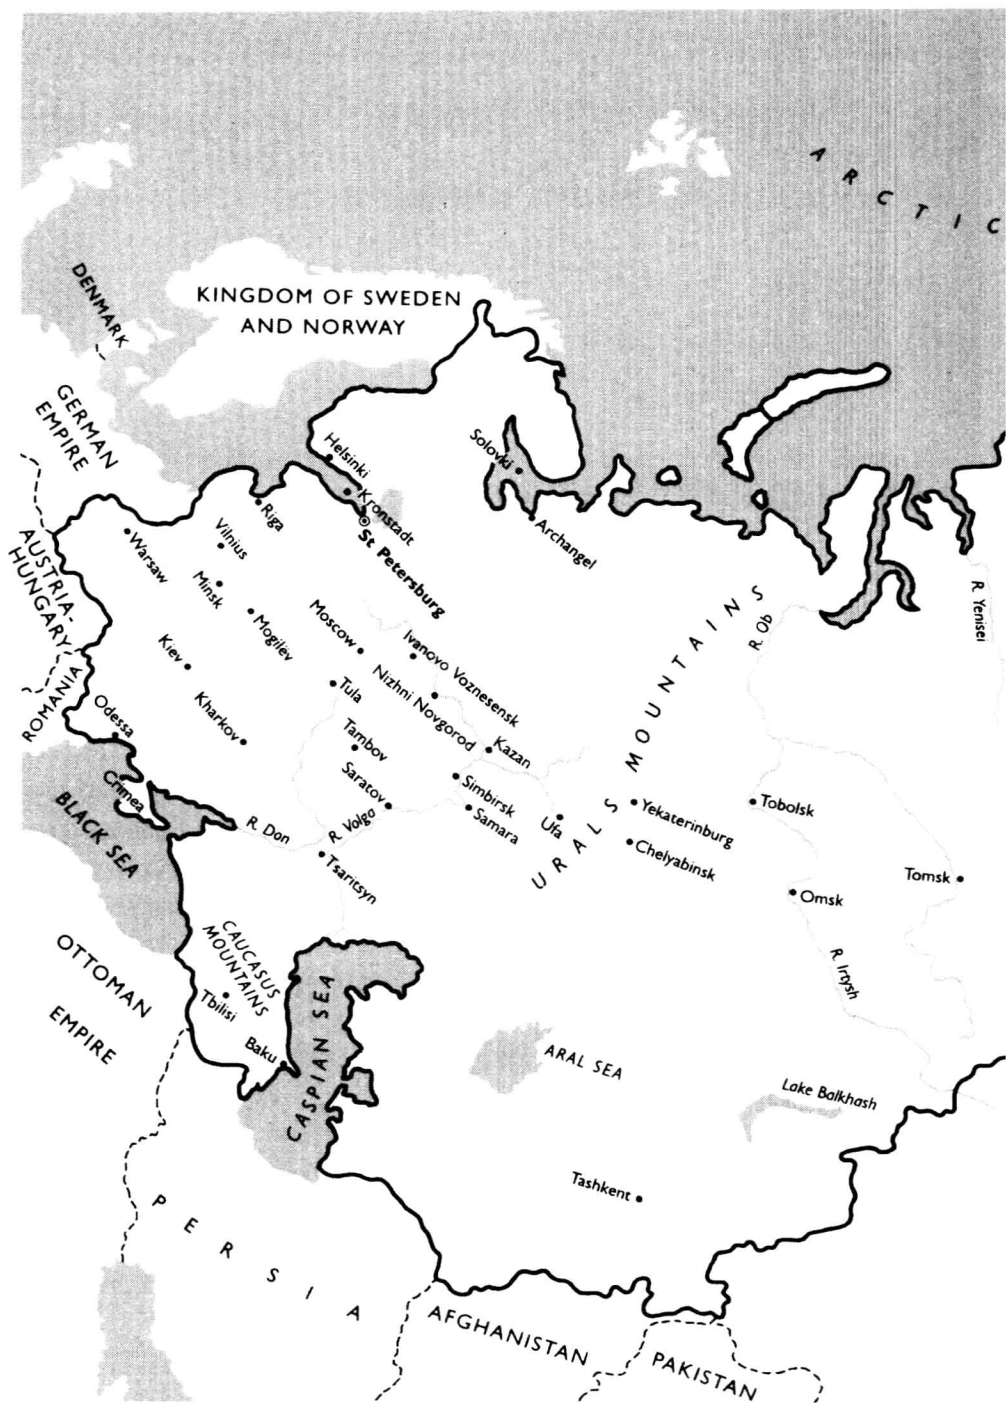 ARCTIC
DENMARK
KINGDOM OF SWEDEN
AND NORWAY
GERMAN
EMPIRE
Helsinki
Solovki
Kronstadt
St Petersburg
Riga
Archangel
Vilnius
Warsaw
AUSTRIA-
HUNGARY
Minsk
Mogilëv
Moscow
Ivanovo Voznesensk
R. Ob
R. Yenisei
Kiev
Nizhni Novgorod
ROMANIA
Odessa
Kharkov
Tula
Tambov
Kazan
URALS MOUNTAINS
Saratov
Simbirsk
Samara
Ufa
Yekaterinburg
Tobolsk
Crimea
BLACK SEA
R. Don
R. Volga
Chelyabinsk
Tsaritsyn
Tomsk
Omsk
CAUCASUS
MOUNTAINS
R. Irtysh
OTTOMAN
EMPIRE
Tbilisi
Baku
CASPIAN SEA
ARAL SEA
Lake Balkhash
Tashkent
PERSIA
AFGHANISTAN
PAKISTAN